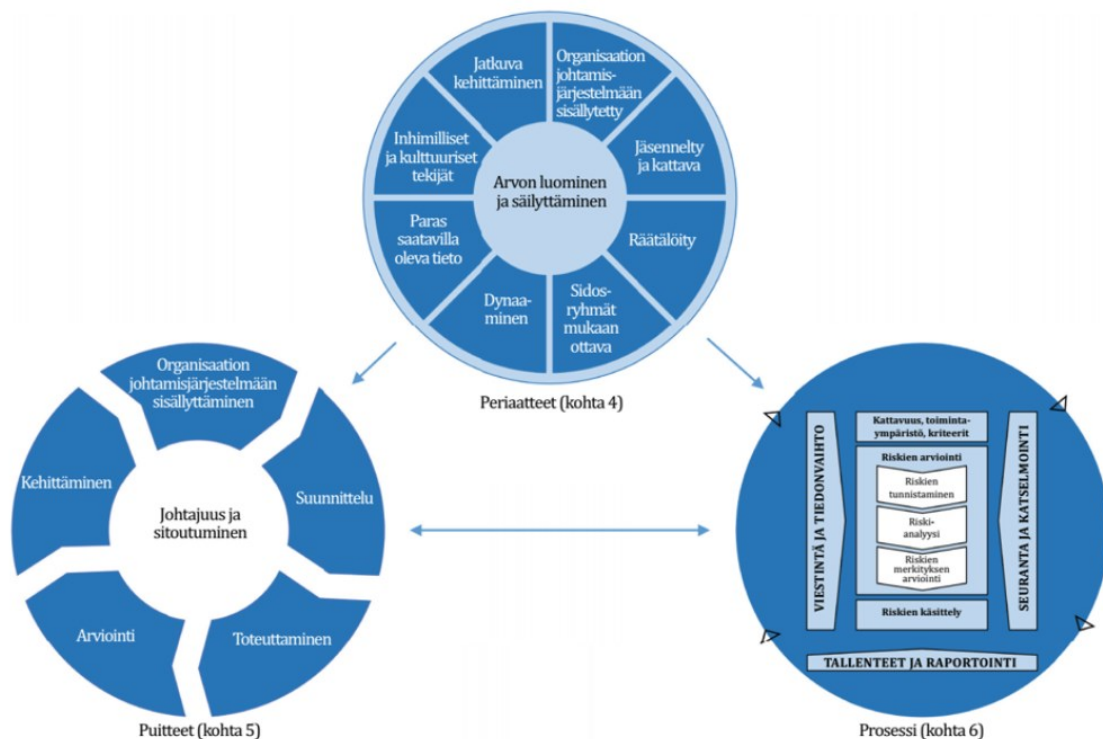 Jatkuva
kehittäminen
Organisaation
johtamis-
järjestelmään
sisällytetty
Inhimilliset
ja kulttuuriset
tekijät
Jäsennelty
ja kattava
Arvon luominen
ja säilyttäminen
Paras
saatavilla
oleva tieto
Räätälöity
Dynaa-
minen
Sidos-
ryhmät
mukaan
ottava
Periaatteet (kohta 4)
Organisaation
johtamisjärjestelmään
sisällyttäminen
Kehittäminen
Suunnittelu
Johtajuus ja
sitoutuminen
Arviointi
Toteuttaminen
Puitteet (kohta 5)
VIESTINTÄ JA TIEDONVAIHTO
Kattavuus, toiminta-
ympäristö, kriteerit
Riskien arviointi
Riskien
tunnistaminen
Riski-
analyysi
Riskien
merkityksen
arviointi
Riskien käsittely
SEURANTA JA KATSELMOINTI
TALLENTEET JA RAPORTOINTI
Prosessi (kohta 6)